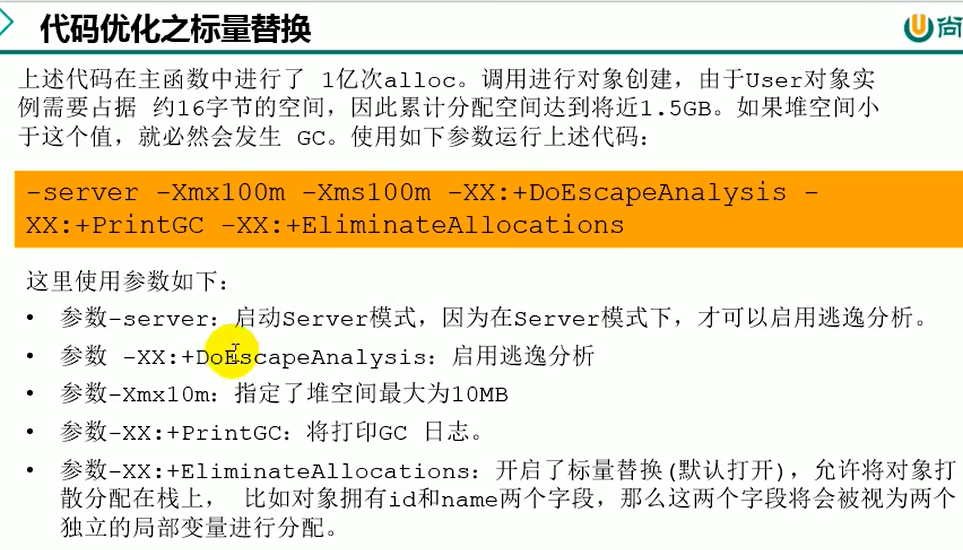 代码优化之标量替换
尚
上述代码在主函数中进行了 1亿次alloc。调用进行对象创建，由于User对象实
例需要占据 约16字节的空间，因此累计分配空间达到将近1.5GB。如果堆空间小
于这个值，就必然会发生 GC。使用如下参数运行上述代码：
-server -Xmx100m -Xms100m -XX:+DoEscapeAnalysis -
XX:+PrintGC -XX:+EliminateAllocations
这里使用参数如下：
• 参数-server：启动Server模式，因为在Server模式下，才可以启用逃逸分析。
• 参数 -XX:+DoEscapeAnalysis：启用逃逸分析
• 参数-Xmx10m：指定了堆空间最大为10MB
• 参数-XX:+PrintGC：将打印GC 日志。
• 参数-XX:+EliminateAllocations：开启了标量替换(默认打开)，允许将对象打
散分配在栈上， 比如对象拥有id和name两个字段，那么这两个字段将会被视为两个
独立的局部变量进行分配。